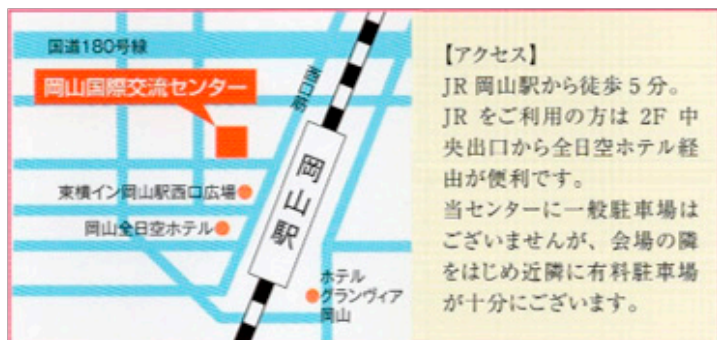 国道180号線
岡山国際交流センター
西口筋
岡山駅
東横イン岡山駅西口広場
岡山全日空ホテル
ホテル
グランヴィア
岡山
【アクセス】
JR 岡山駅から徒歩 5 分。
JR をご利用の方は 2F 中
央出口から全日空ホテル経
由が便利です。
当センターに一般駐車場は
ございませんが、会場の隣
をはじめ近隣に有料駐車場
が十分にございます。